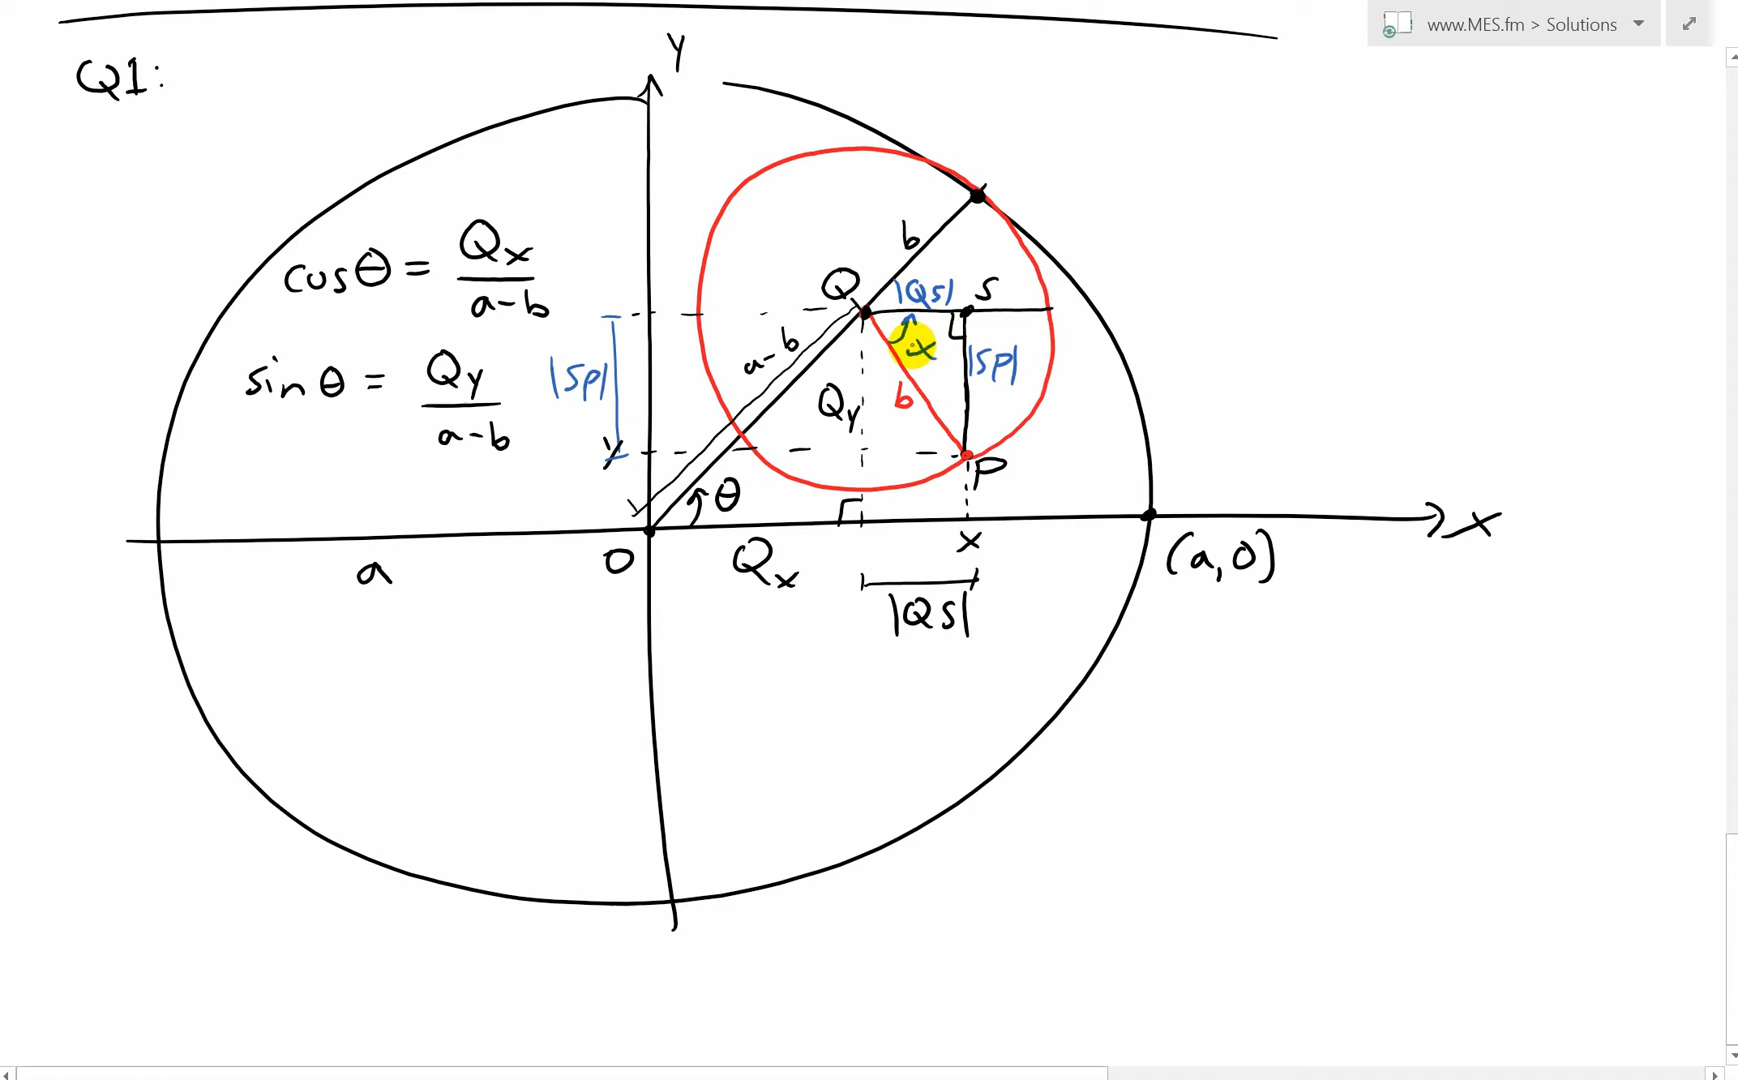 www.MES.fm > Solutions
Y
Q1:
b
cosθ = Qx / a-b
Q
|QS|
S
a-b
α
|SP|
|SP|
sinθ = Qy / a-b
Qy
b
y
P
θ
O
Qx
x
(a,0)
X
a
|QS|